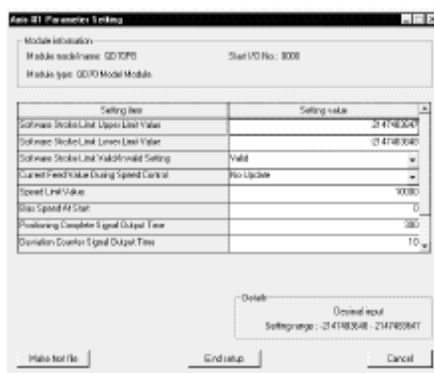 Axis #1 Parameter Setting
Module information
Module model name: QD70P8
Start I/O No.: 0000
Module type: QD70 Model Module
Setting item
Setting value
Software Stroke Limit Upper Limit Value
2147483647
Software Stroke Limit Lower Limit Value
-2147483648
Software Stroke Limit Valid/Invalid Setting
Valid
Current Feed Value During Speed Control
No Update
Speed Limit Value
10000
Bias Speed At Start
0
Positioning Complete Signal Output Time
300
Deviation Counter Signal Output Time
10
Details
Decimal input
Setting range : -2147483648 - 2147483647
Make text file
End setup
Cancel